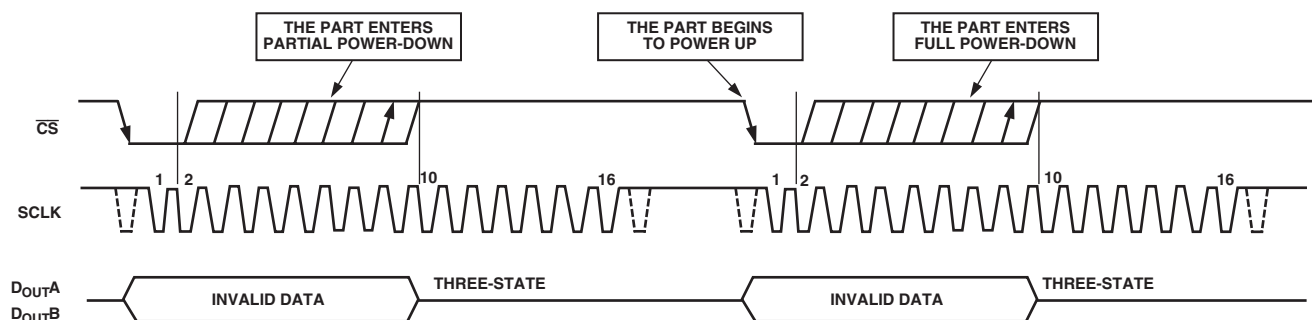 THE PART ENTERS
PARTIAL POWER-DOWN
THE PART BEGINS
TO POWER UP
THE PART ENTERS
FULL POWER-DOWN
CS
SCLK
1 2 10 16 1 2 10 16
DOUTA
DOUTB
INVALID DATA THREE-STATE INVALID DATA THREE-STATE